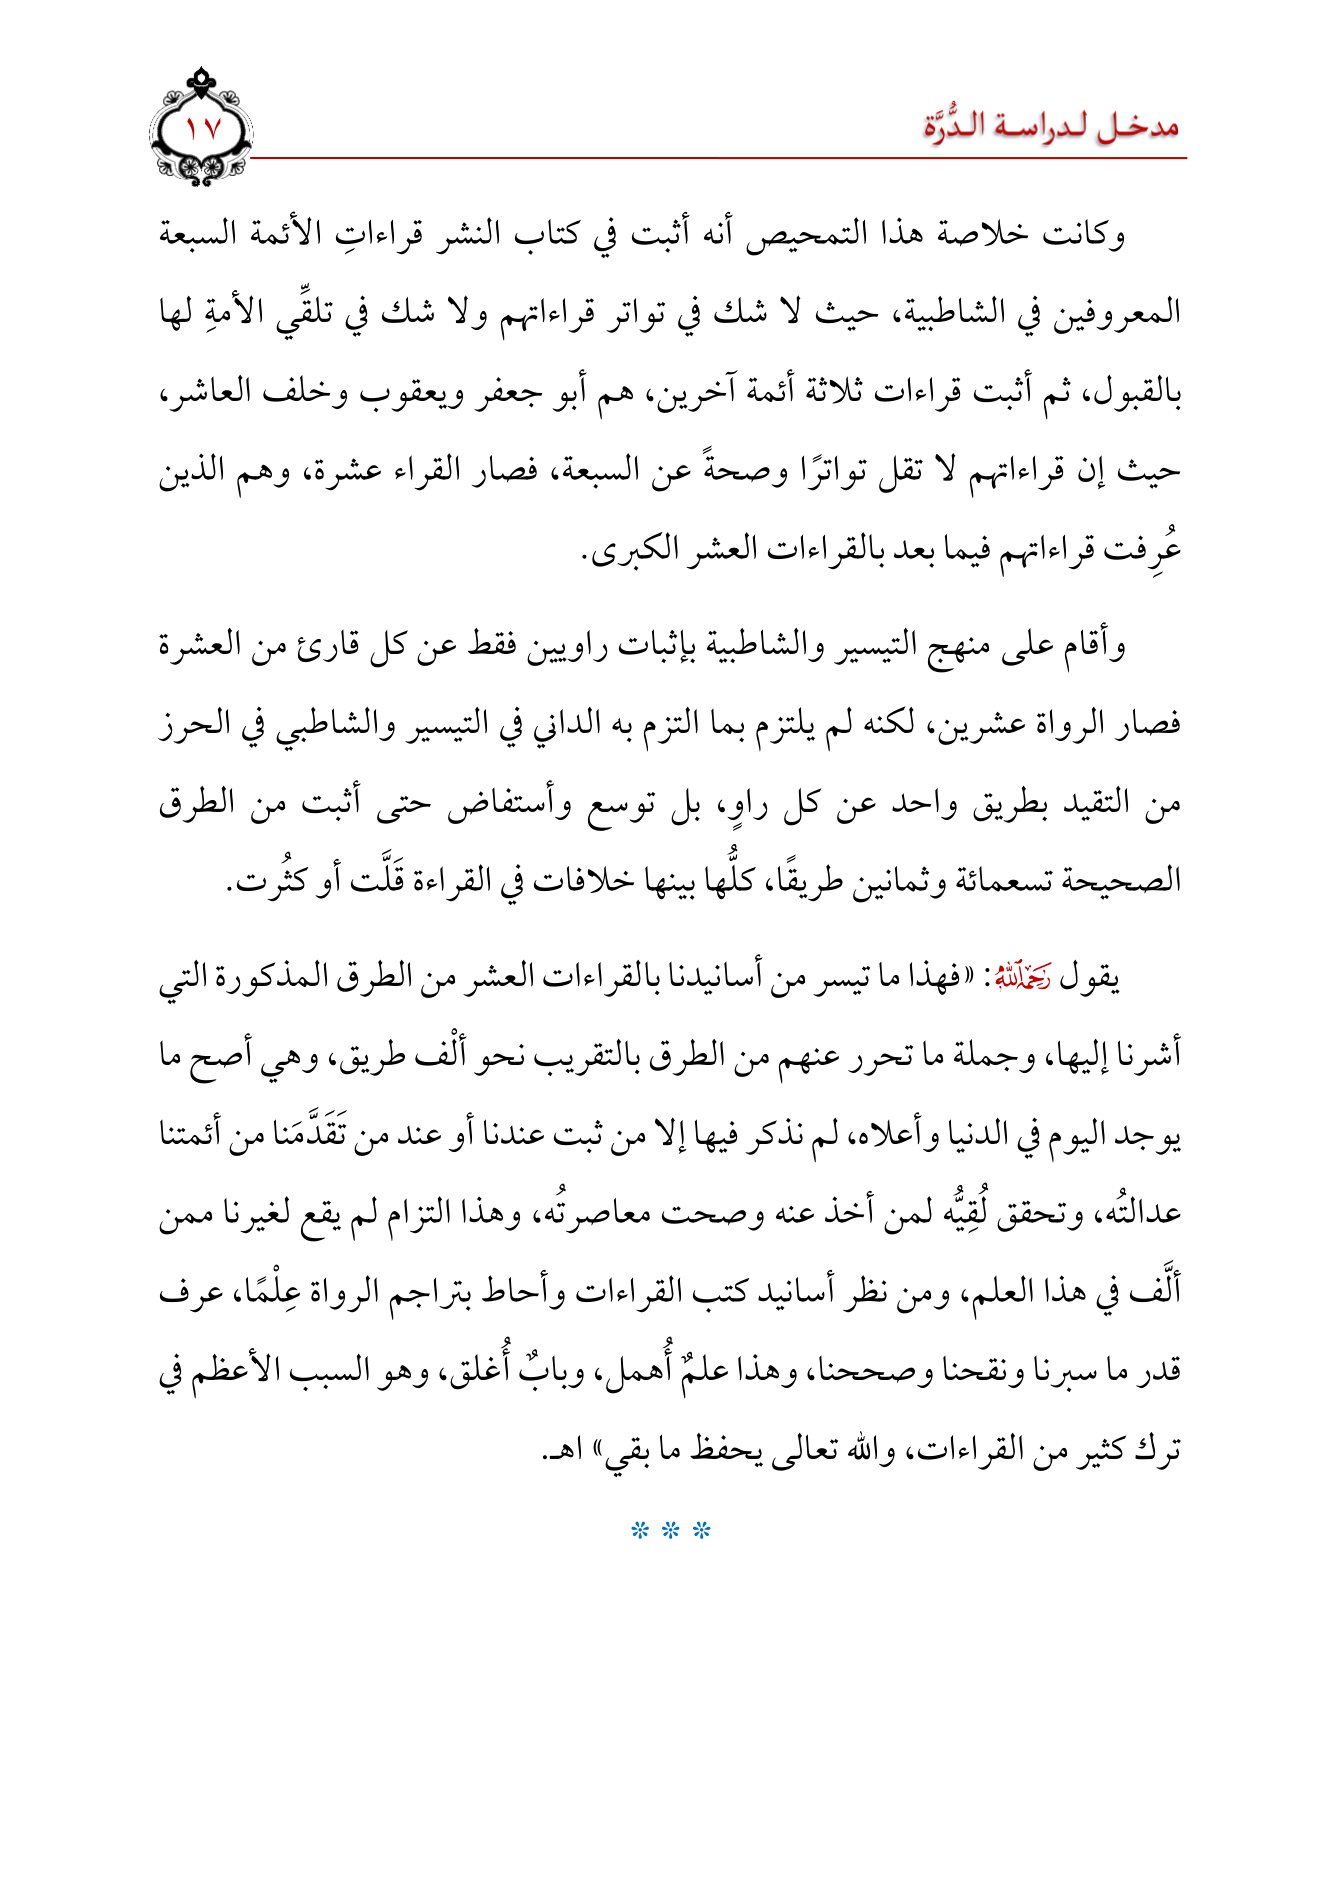 مدخـل لـدراسـة الـدُّرَّة
١٧
وكانت خلاصة هذا التمحيص أنه أثبت في كتاب النشر قراءاتِ الأئمة السبعة
المعروفين في الشاطبية، حيث لا شك في تواتر قراءاتهم ولا شك في تلقِّي الأمةِ لها
بالقبول، ثم أثبت قراءات ثلاثة أئمة آخرين، هم أبو جعفر ويعقوب وخلف العاشر،
حيث إن قراءاتهم لا تقل تواترًا وصحةً عن السبعة، فصار القراء عشرة، وهم الذين
عُرِفت قراءاتهم فيما بعد بالقراءات العشر الكبرى.
وأقام على منهج التيسير والشاطبية بإثبات راويين فقط عن كل قارئ من العشرة
فصار الرواة عشرين، لكنه لم يلتزم بما التزم به الداني في التيسير والشاطبي في الحرز
من التقيد بطريق واحد عن كل راوٍ، بل توسع وأستفاض حتى أثبت من الطرق
الصحيحة تسعمائة وثمانين طريقًا، كلُّها بينها خلافات في القراءة قَلَّت أو كثُرت.
يقول رَحِمَهُ ٱللَّهُ: «فهذا ما تيسر من أسانيدنا بالقراءات العشر من الطرق المذكورة التي
أشرنا إليها، وجملة ما تحرر عنهم من الطرق بالتقريب نحو ألْف طريق، وهي أصح ما
يوجد اليوم في الدنيا وأعلاه، لم نذكر فيها إلا من ثبت عندنا أو عند من تَقَدَّمَنا من أئمتنا
عدالتُه، وتحقق لُقِيُّه لمن أخذ عنه وصحت معاصرتُه، وهذا التزام لم يقع لغيرنا ممن
ألَّف في هذا العلم، ومن نظر أسانيد كتب القراءات وأحاط بتراجم الرواة عِلْمًا، عرف
قدر ما سبرنا ونقحنا وصححنا، وهذا علمٌ أُهمل، وبابٌ أُغلق، وهو السبب الأعظم في
ترك كثير من القراءات، والله تعالى يحفظ ما بقي» اهـ.
* * *